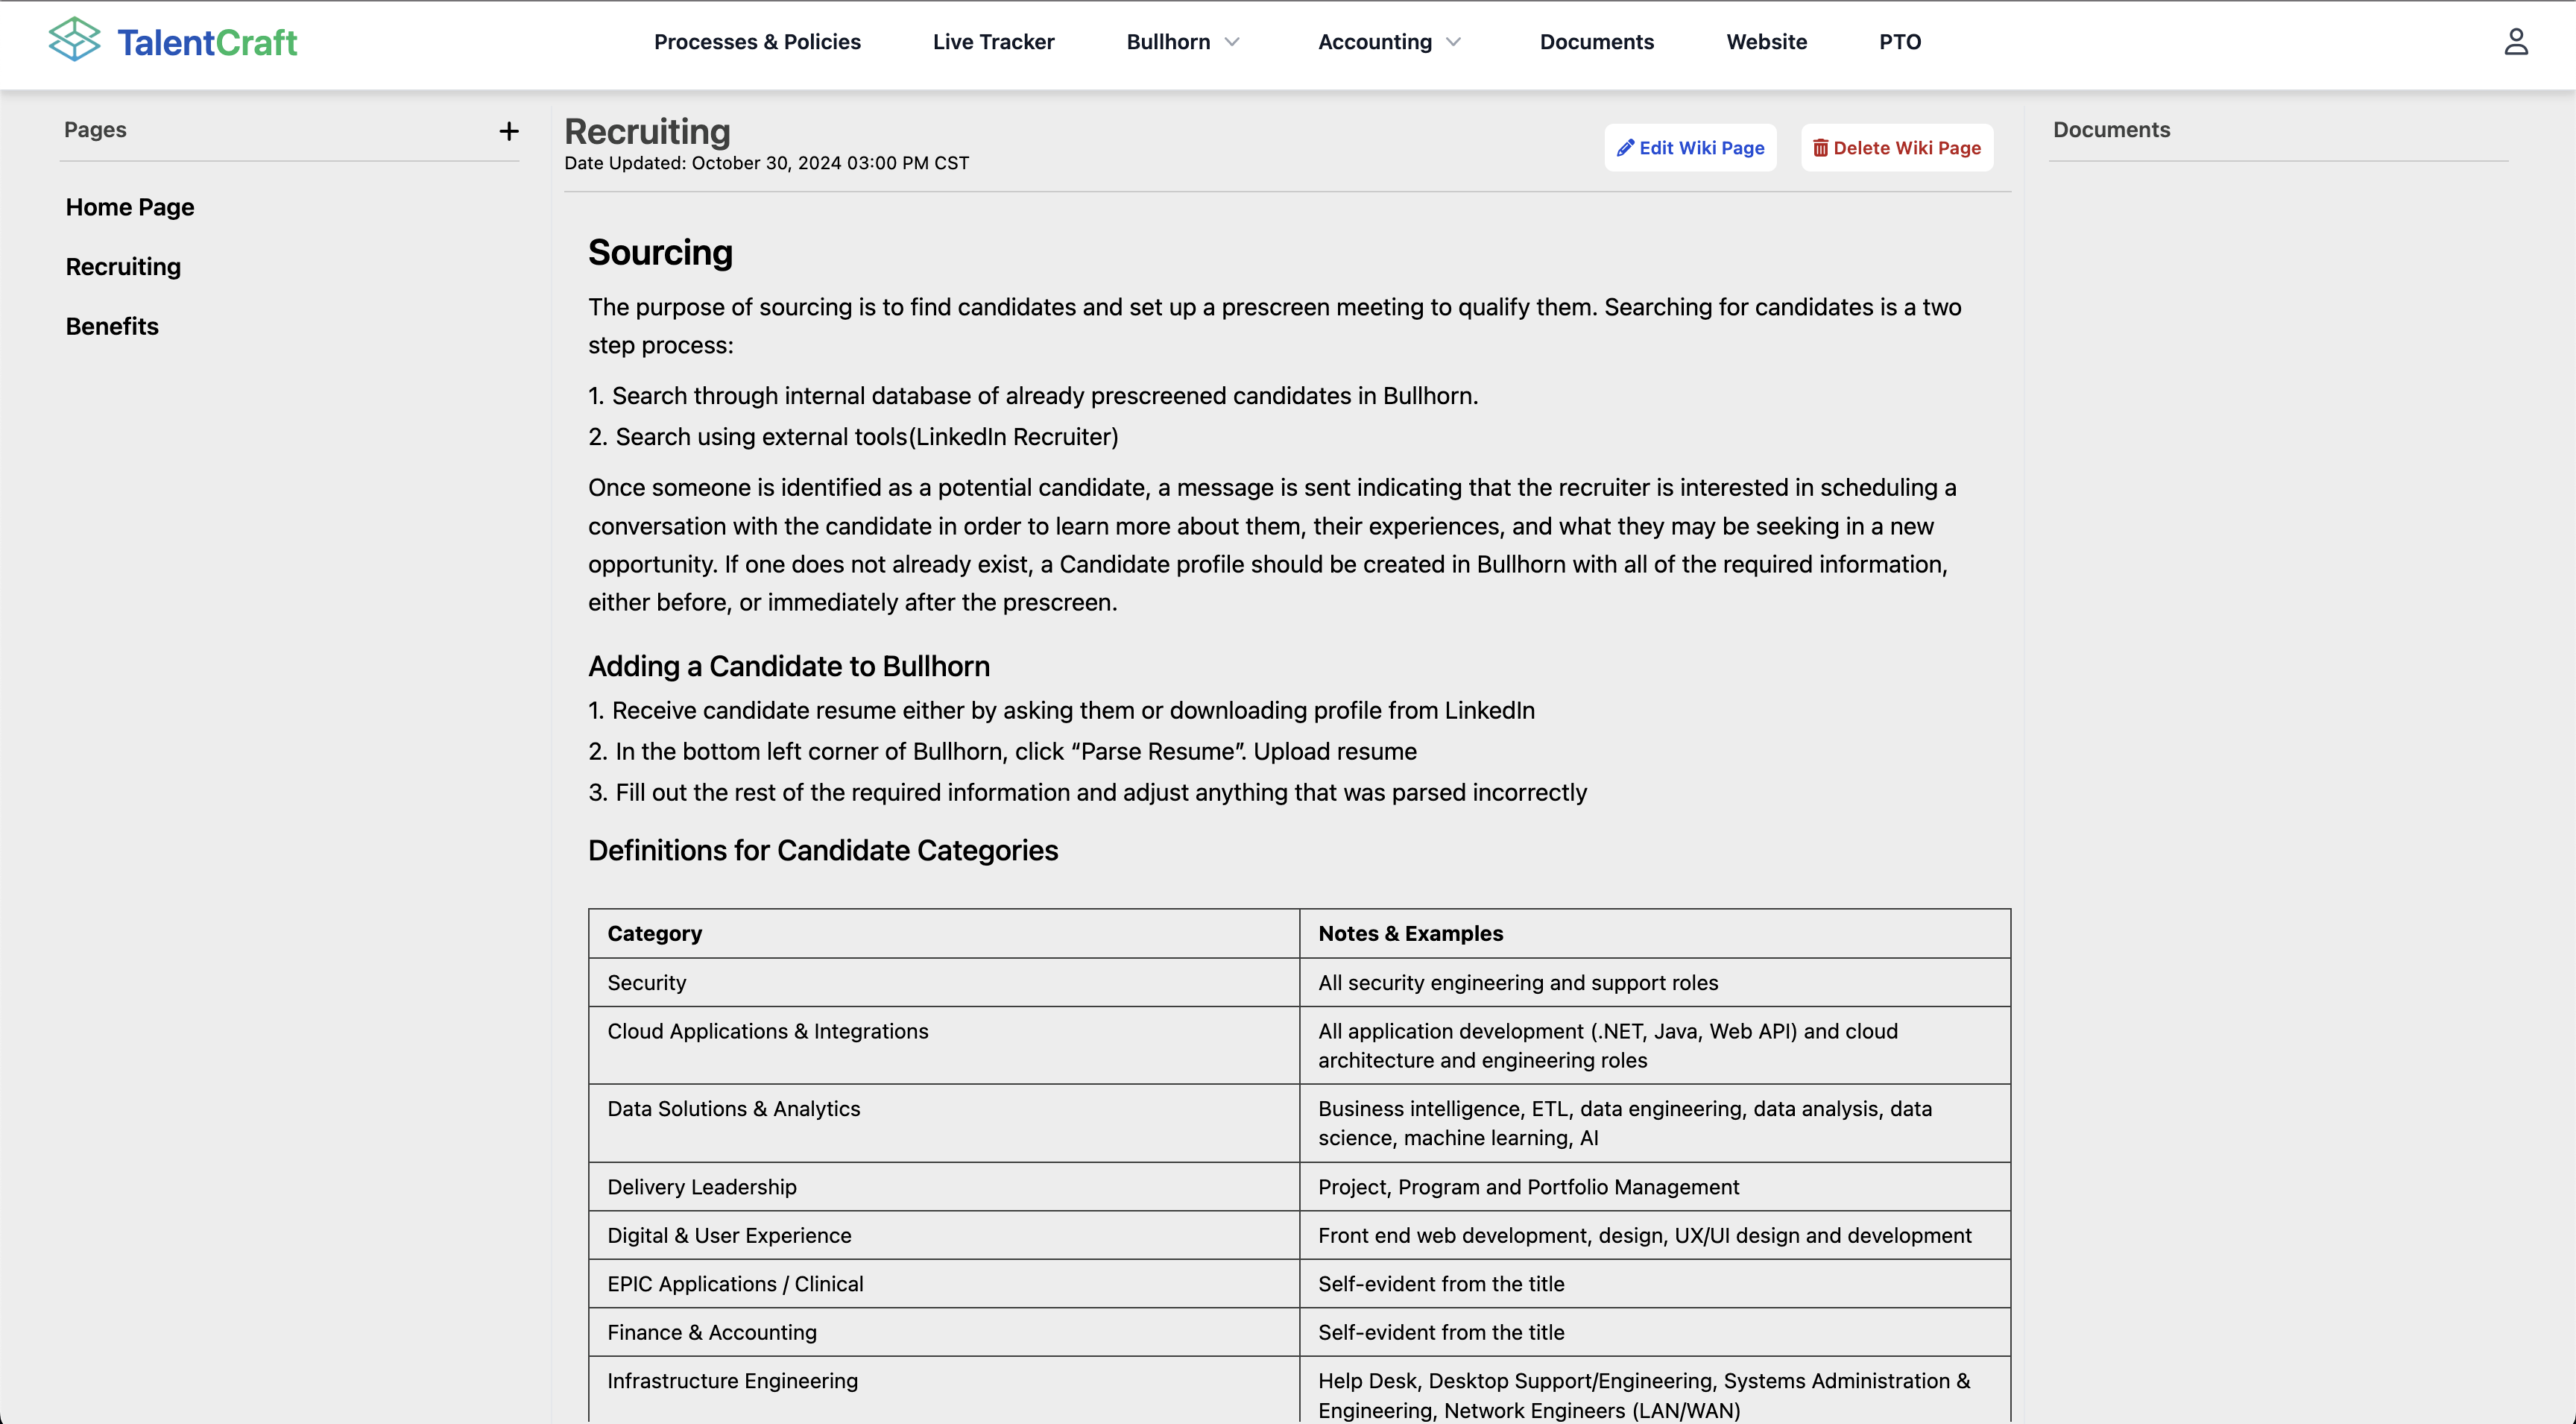 TalentCraft
Processes & Policies
Live Tracker
Bullhorn
Accounting
Documents
Website
PTO
Pages
Home Page
Recruiting
Benefits
Recruiting
Date Updated: October 30, 2024 03:00 PM CST
Edit Wiki Page
Delete Wiki Page
Sourcing
The purpose of sourcing is to find candidates and set up a prescreen meeting to qualify them. Searching for candidates is a two
step process:
1. Search through internal database of already prescreened candidates in Bullhorn.
2. Search using external tools(LinkedIn Recruiter)
Once someone is identified as a potential candidate, a message is sent indicating that the recruiter is interested in scheduling a
conversation with the candidate in order to learn more about them, their experiences, and what they may be seeking in a new
opportunity. If one does not already exist, a Candidate profile should be created in Bullhorn with all of the required information,
either before, or immediately after the prescreen.
Adding a Candidate to Bullhorn
1. Receive candidate resume either by asking them or downloading profile from LinkedIn
2. In the bottom left corner of Bullhorn, click “Parse Resume”. Upload resume
3. Fill out the rest of the required information and adjust anything that was parsed incorrectly
Definitions for Candidate Categories
Category
Notes & Examples
Security
All security engineering and support roles
Cloud Applications & Integrations
All application development (.NET, Java, Web API) and cloud
architecture and engineering roles
Data Solutions & Analytics
Business intelligence, ETL, data engineering, data analysis, data
science, machine learning, AI
Delivery Leadership
Project, Program and Portfolio Management
Digital & User Experience
Front end web development, design, UX/UI design and development
EPIC Applications / Clinical
Self-evident from the title
Finance & Accounting
Self-evident from the title
Infrastructure Engineering
Help Desk, Desktop Support/Engineering, Systems Administration &
Engineering, Network Engineers (LAN/WAN)
Documents